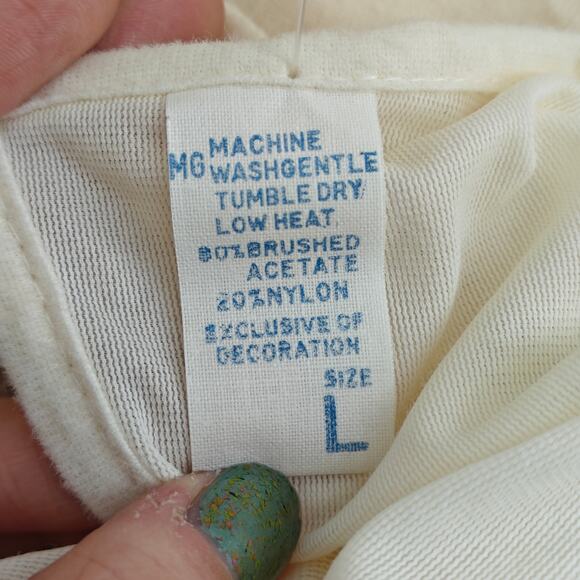 MACHINE
MG WASHGENTLE
TUMBLE DRY
LOW HEAT
80%BRUSHED
ACETATE
20%NYLON
EXCLUSIVE OF
DECORATION
SIZE
L